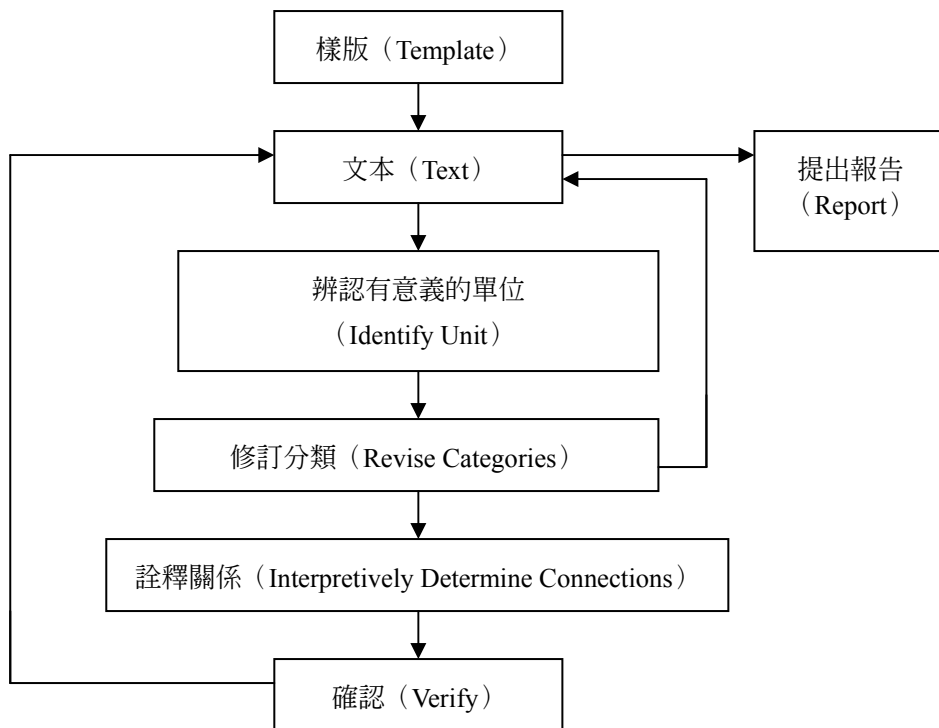 樣版（Template）
文本（Text）
提出報告
（Report）
辨認有意義的單位
（Identify Unit）
修訂分類（Revise Categories）
詮釋關係（Interpretively Determine Connections）
確認（Verify）